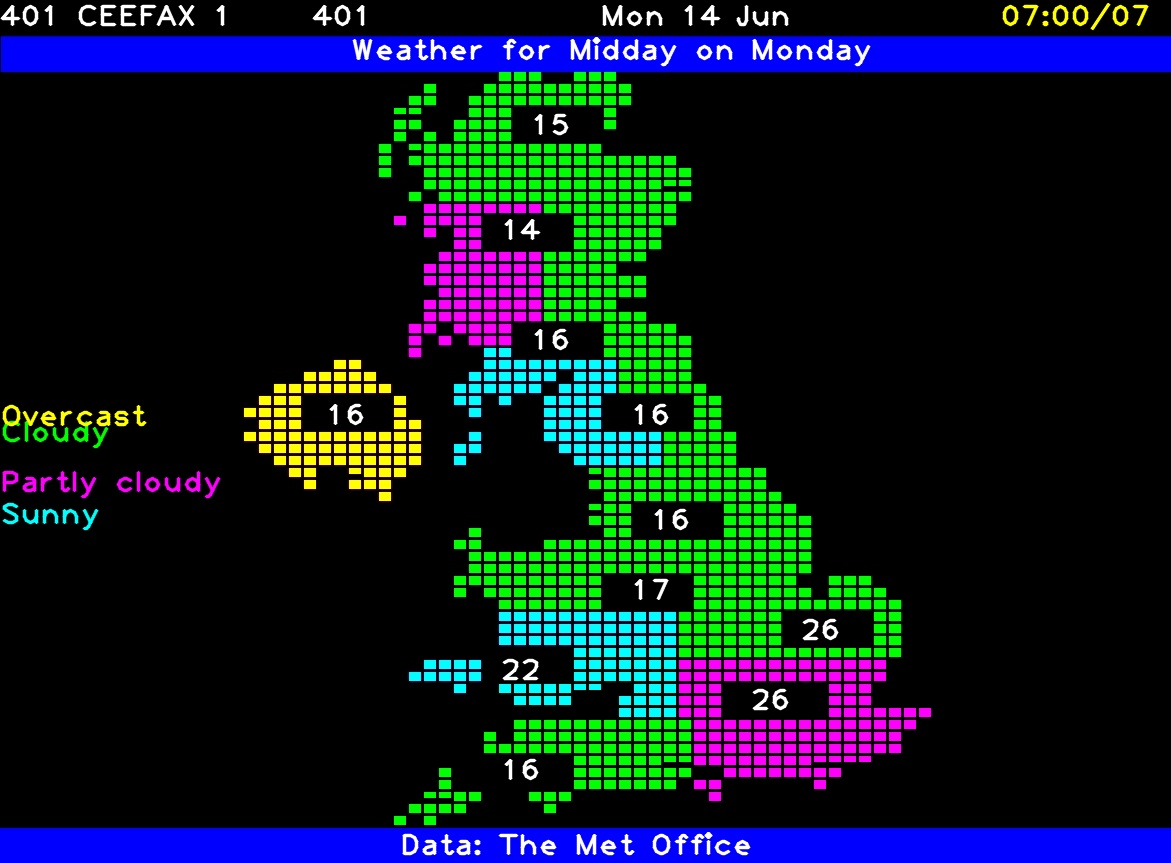 401 CEEFAX 1 401 Mon 14 Jun 07:00/07
Weather for Midday on Monday
15
14
16
Overcast 16 16
Cloudy
Partly cloudy
Sunny 16
17
26
22
26
16
Data: The Met Office